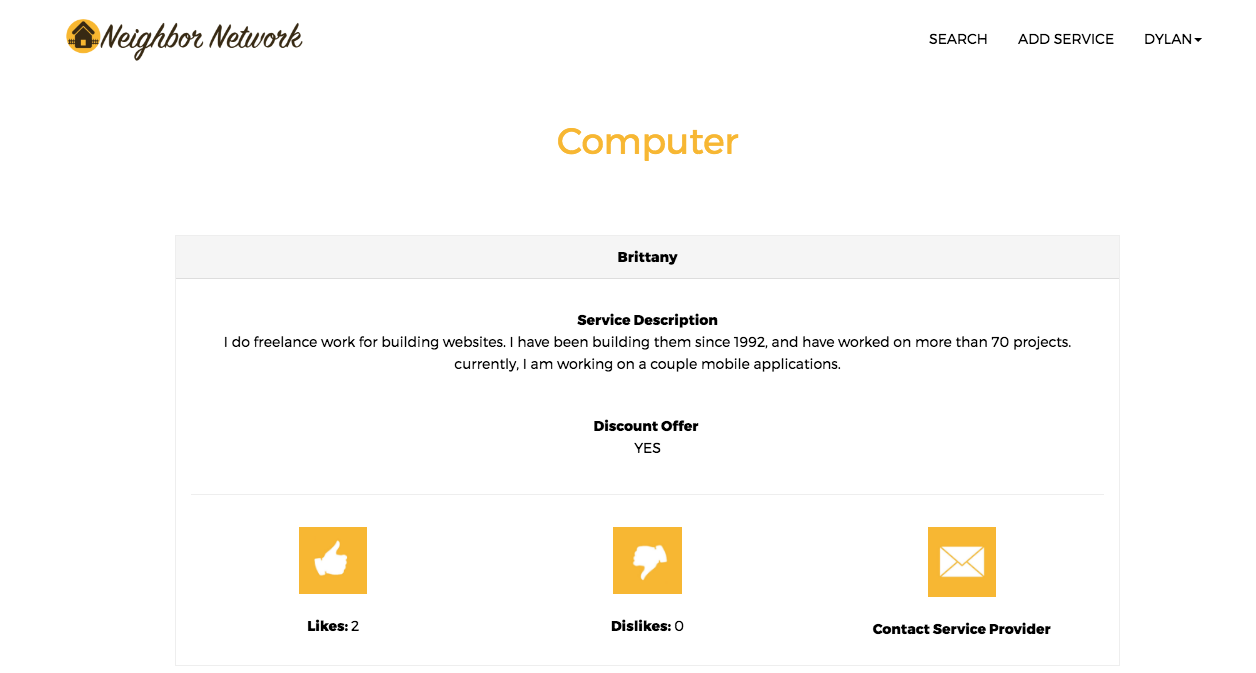 Neighbor Network
SEARCH
ADD SERVICE
DYLAN
Computer
Brittany
Service Description
I do freelance work for building websites. I have been building them since 1992, and have worked on more than 70 projects.
currently, I am working on a couple mobile applications.
Discount Offer
YES
Likes: 2
Dislikes: 0
Contact Service Provider